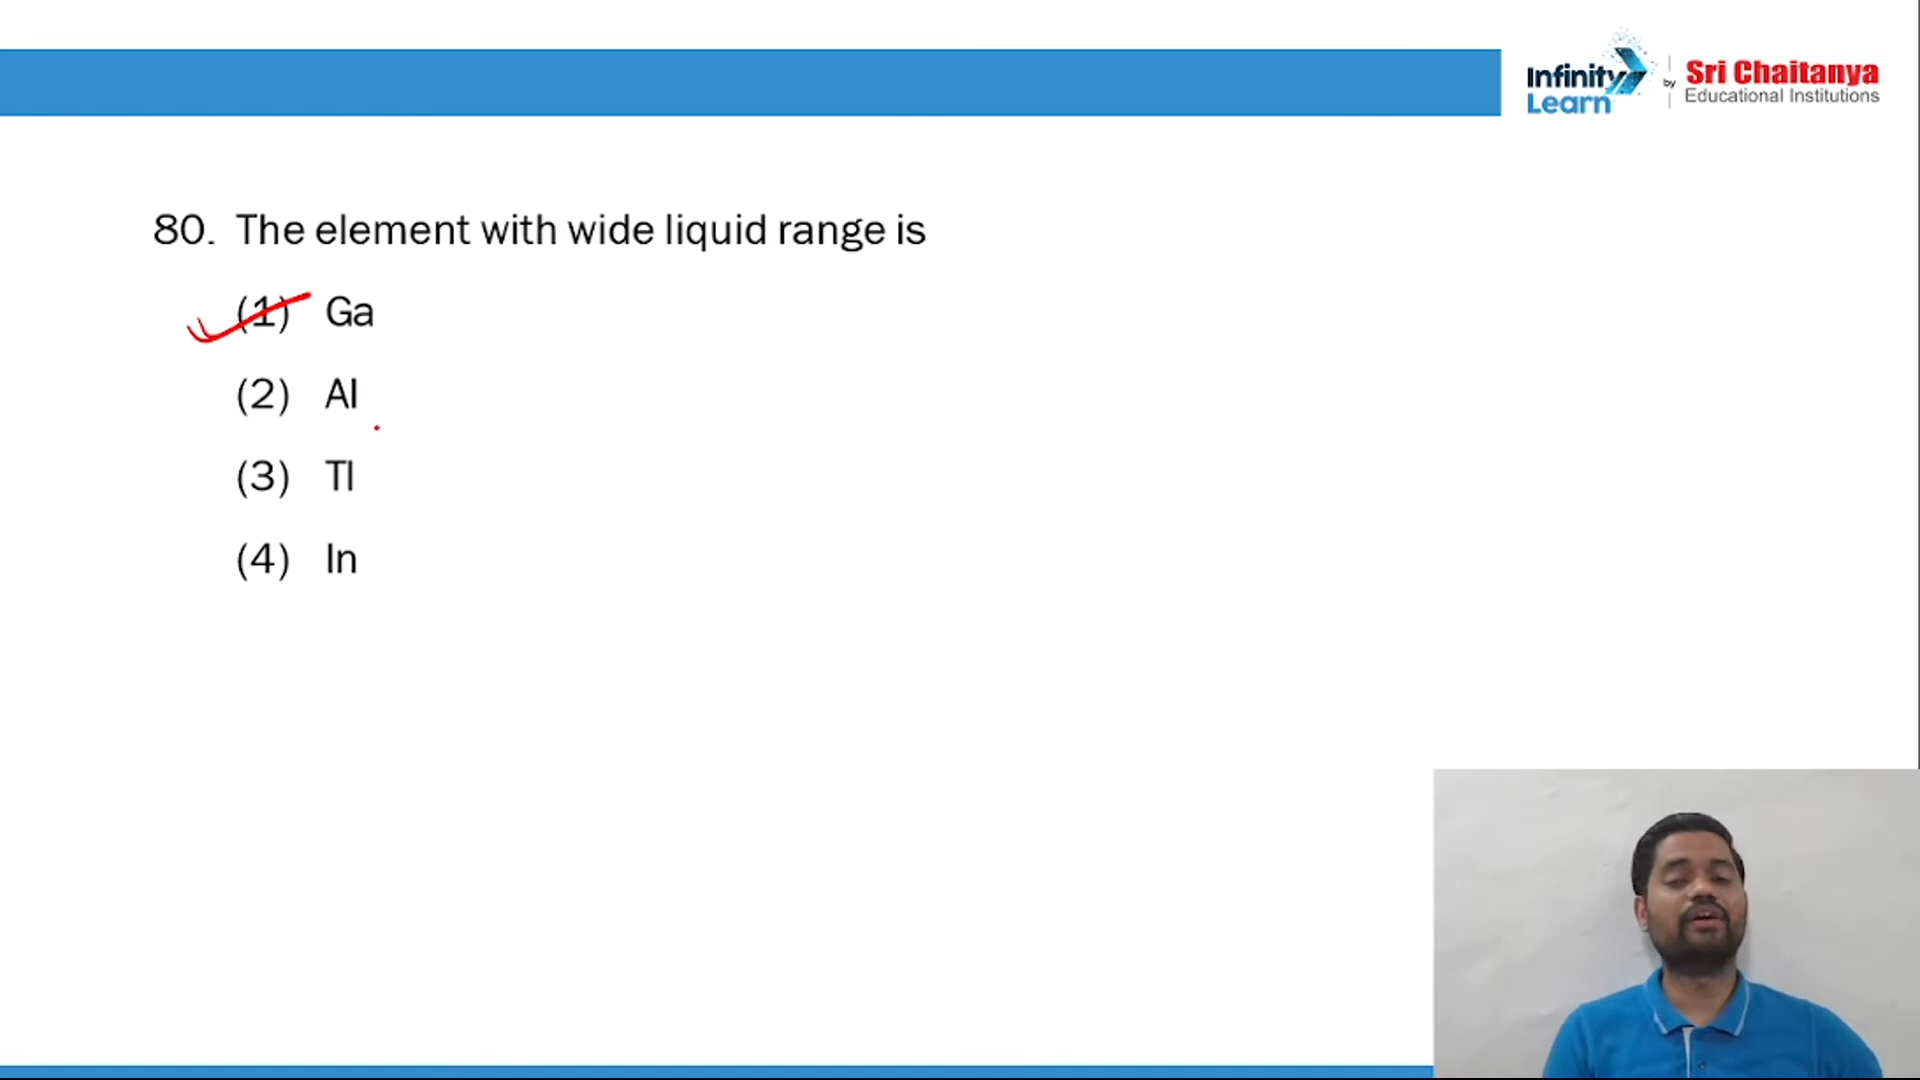 Infinity Learn by Sri Chaitanya Educational Institutions
80. The element with wide liquid range is
(1) Ga
(2) Al
(3) Tl
(4) In